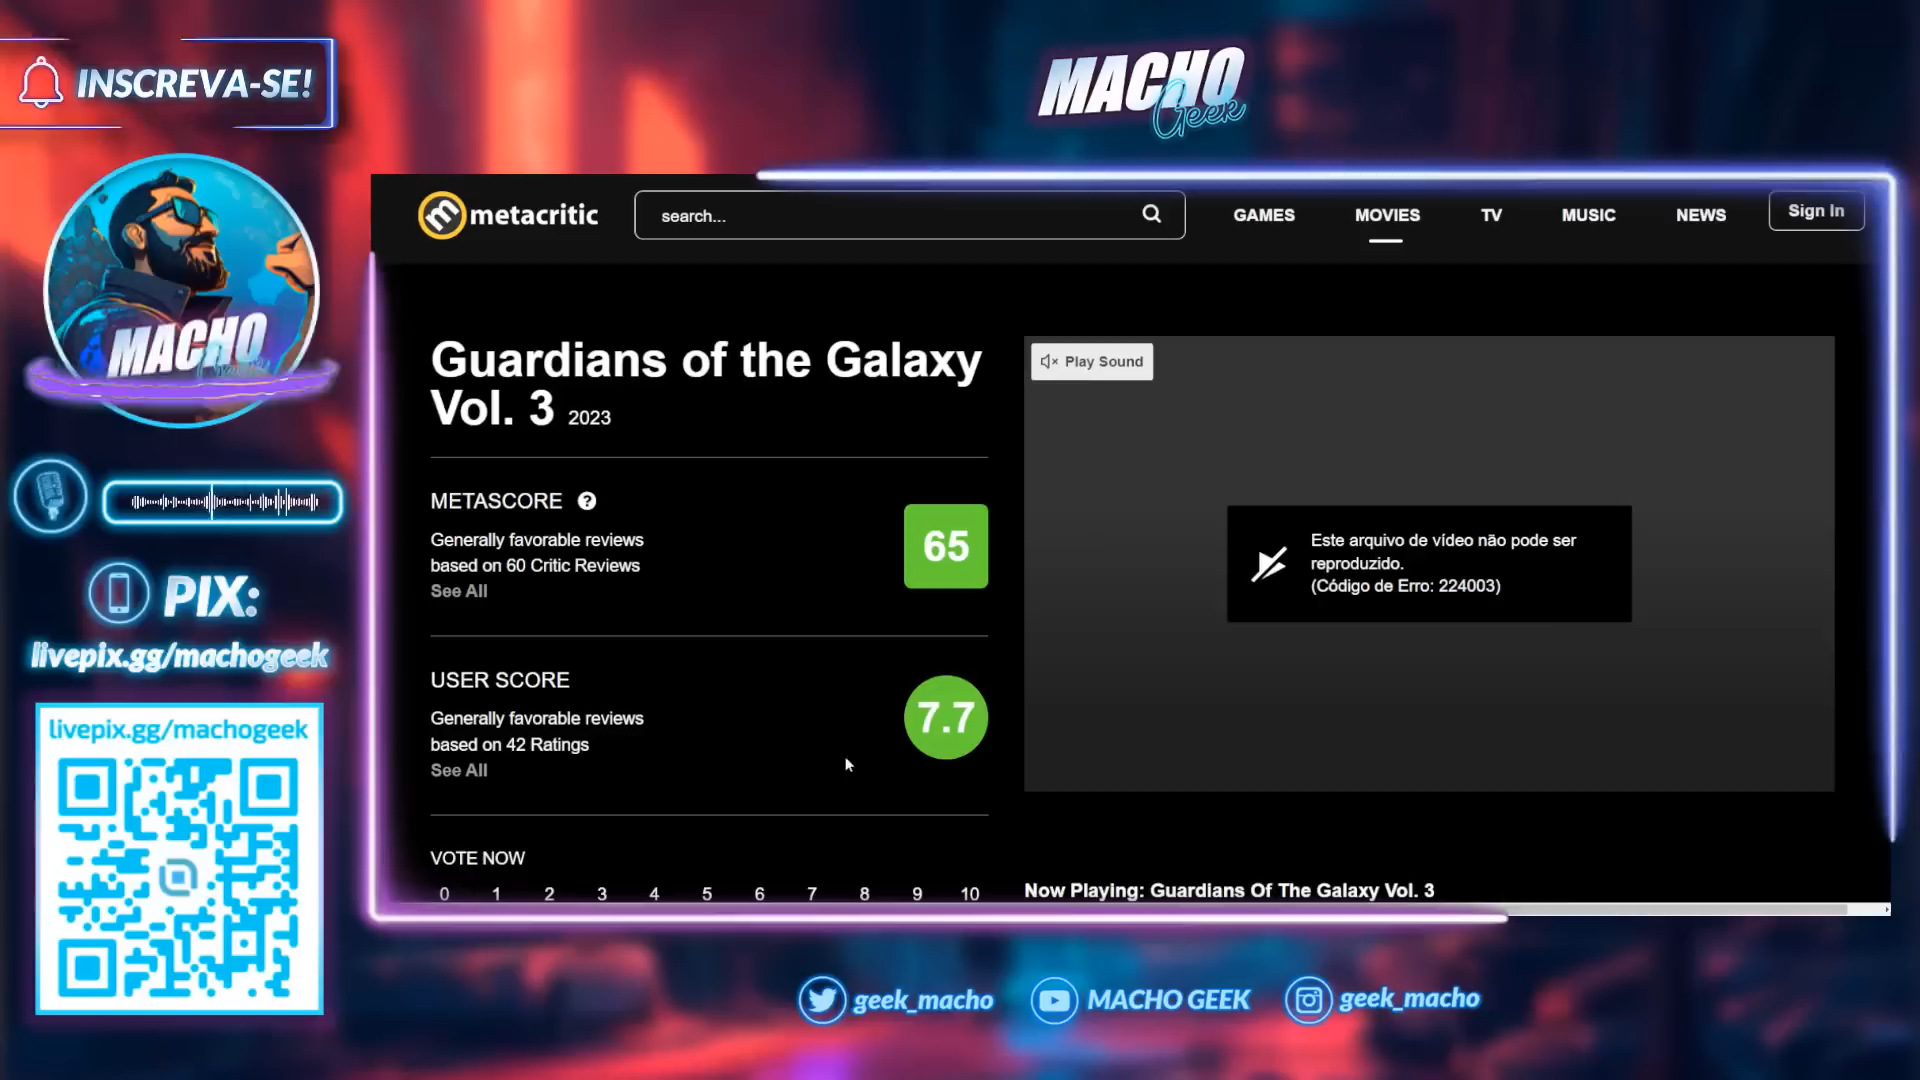 INSCREVA-SE!
MACHO
Geek
MACHO
PIX:
livepix.gg/machogeek
livepix.gg/machogeek
metacritic
search...
GAMES
MOVIES
TV
MUSIC
NEWS
Sign In
Guardians of the Galaxy
Vol. 3 2023
METASCORE ?
Generally favorable reviews
based on 60 Critic Reviews
See All
65
USER SCORE
Generally favorable reviews
based on 42 Ratings
See All
7.7
VOTE NOW
0 1 2 3 4 5 6 7 8 9 10
Play Sound
Este arquivo de vídeo não pode ser
reproduzido.
(Código de Erro: 224003)
Now Playing: Guardians Of The Galaxy Vol. 3
geek_macho
MACHO GEEK
geek_macho